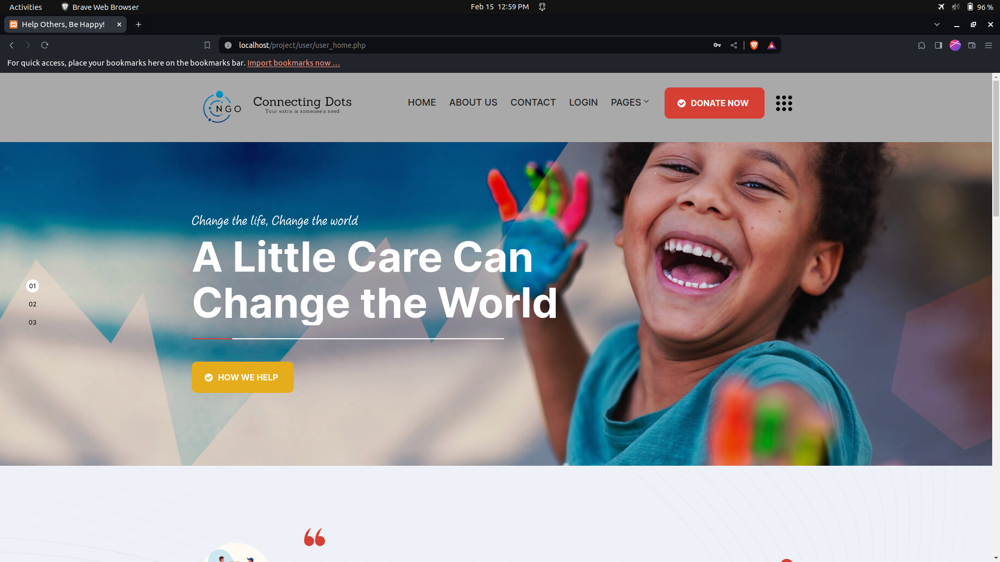 Activities
Brave Web Browser
Feb 15 12:59 PM
96 %
Help Others, Be Happy!
localhost/project/user/user_home.php
For quick access, place your bookmarks here on the bookmarks bar. Import bookmarks now ...
NGO
Connecting Dots
Your extra is someone's need
HOME
ABOUT US
CONTACT
LOGIN
PAGES
DONATE NOW
Change the life, Change the world
A Little Care Can
Change the World
01
02
03
HOW WE HELP